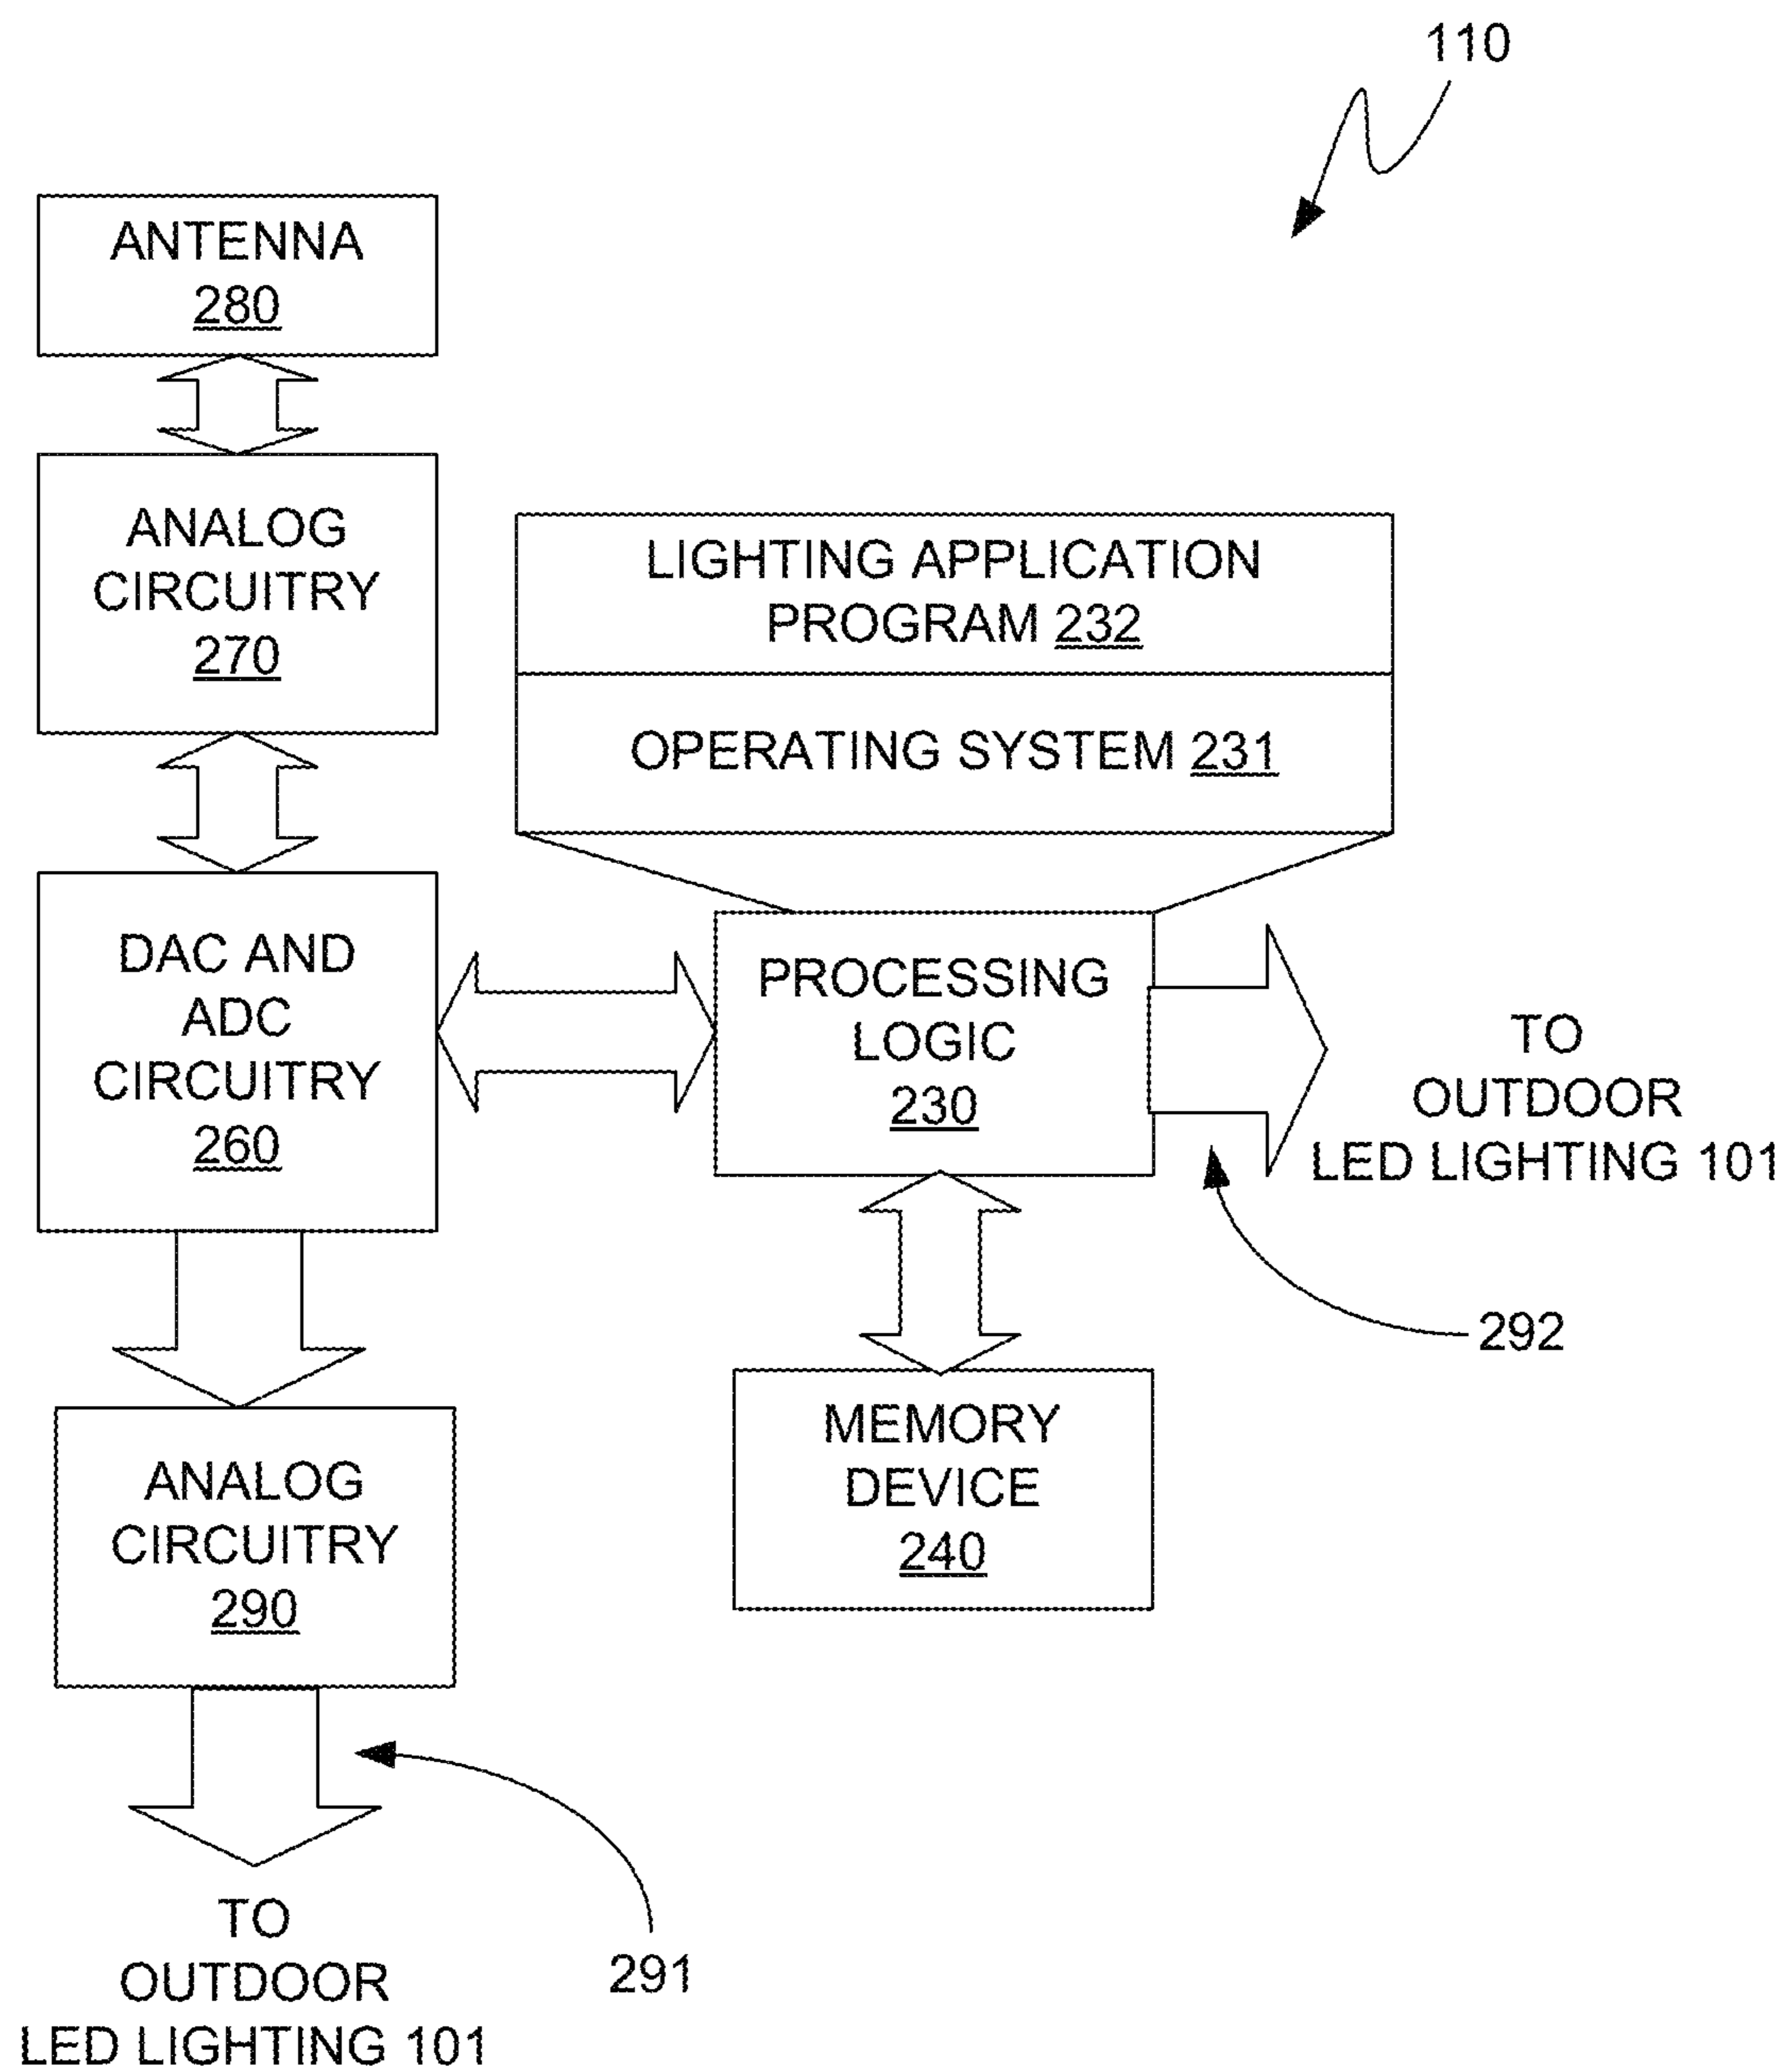 110
ANTENNA
280
ANALOG
CIRCUITRY
270
LIGHTING APPLICATION
PROGRAM 232
OPERATING SYSTEM 231
DAC AND
ADC
CIRCUITRY
260
PROCESSING
LOGIC
230
TO
OUTDOOR
LED LIGHTING 101
292
MEMORY
DEVICE
240
ANALOG
CIRCUITRY
290
291
TO
OUTDOOR
LED LIGHTING 101